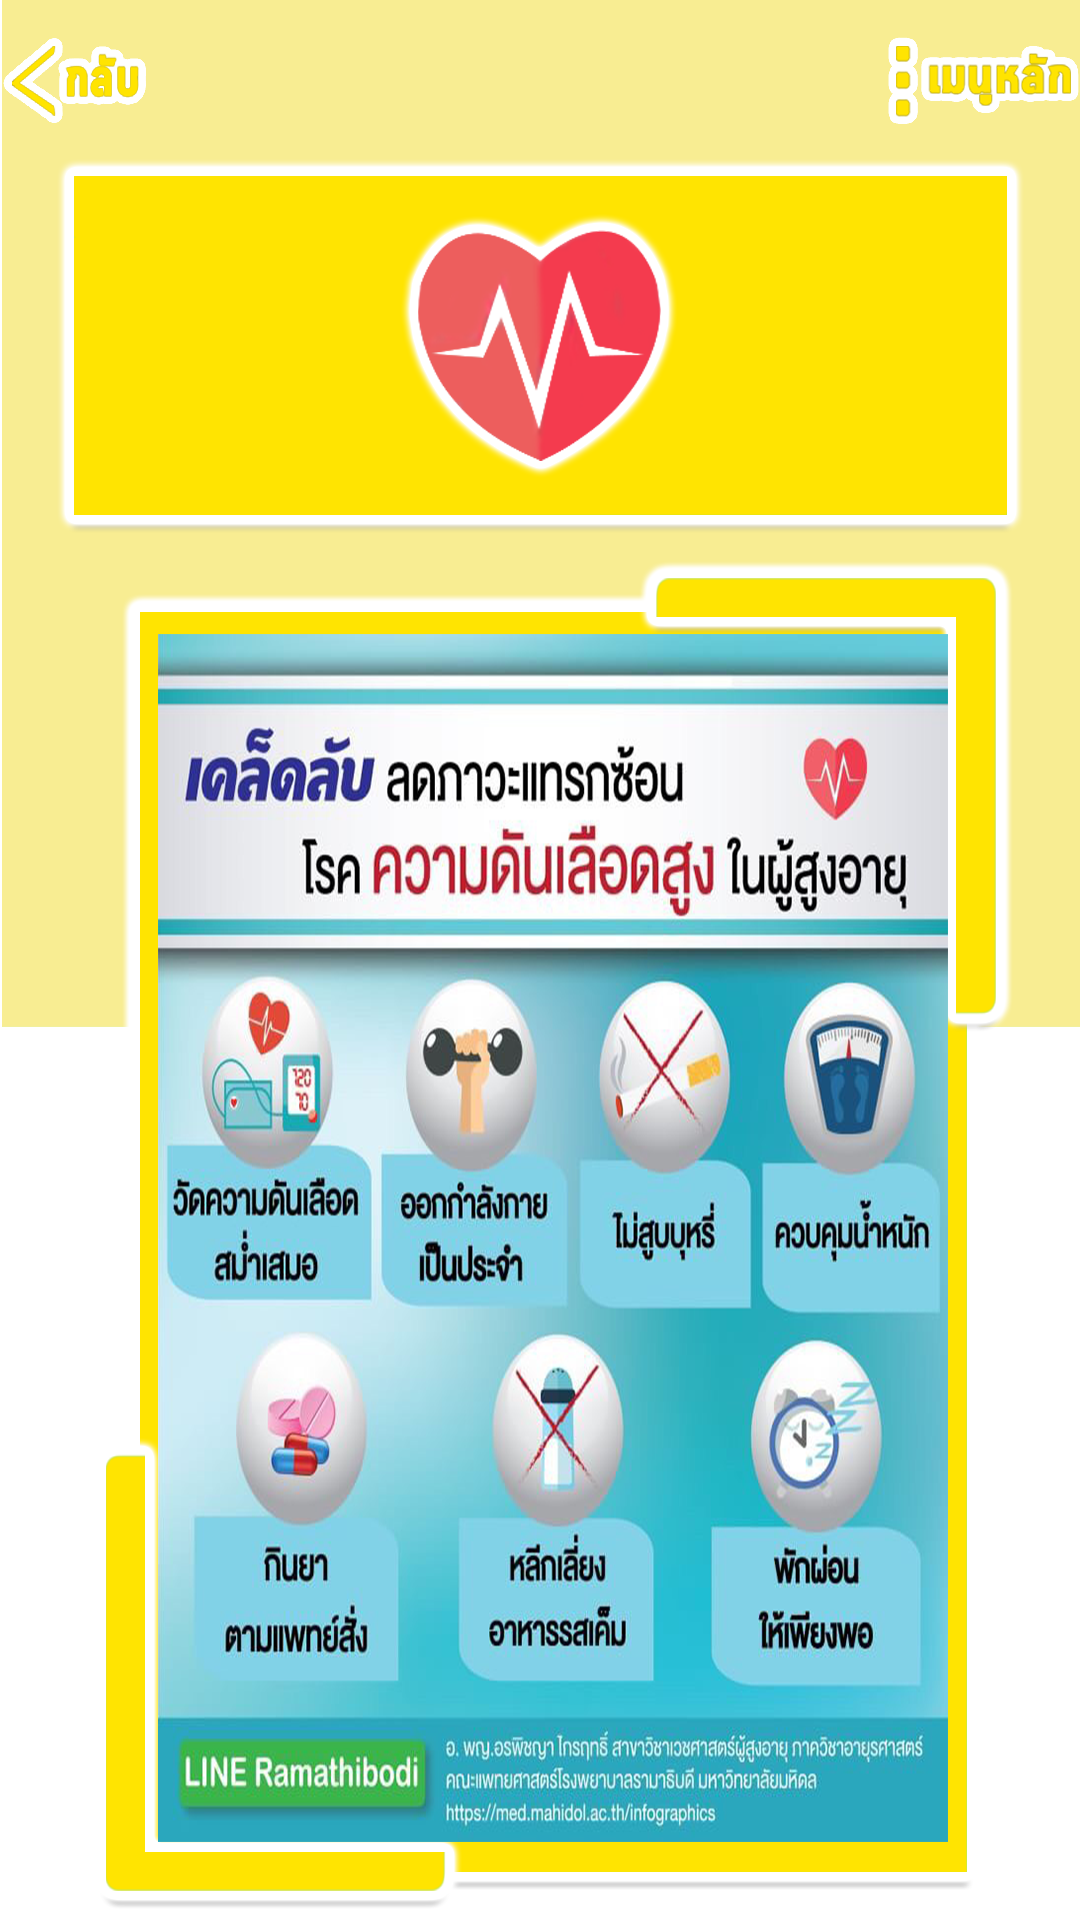 กลับ
เมนูหลัก
เคล็ดลับ ลดภาวะแทรกซ้อน
โรค ความดันเลือดสูง ในผู้สูงอายุ
120
70
วัดความดันเลือด
สม่ำเสมอ
ออกกำลังกาย
เป็นประจำ
ไม่สูบบุหรี่
ควบคุมน้ำหนัก
กินยา
ตามแพทย์สั่ง
หลีกเลี่ยง
อาหารรสเค็ม
ZZZ
พักผ่อน
ให้เพียงพอ
LINE Ramathibodi
อ. พญ.อรพิชญา ไกรฤทธิ์ สาขาวิชาเวชศาสตร์ผู้สูงอายุ ภาควิชาอายุรศาสตร์
คณะแพทยศาสตร์โรงพยาบาลรามาธิบดี มหาวิทยาลัยมหิดล
https://med.mahidol.ac.th/infographics